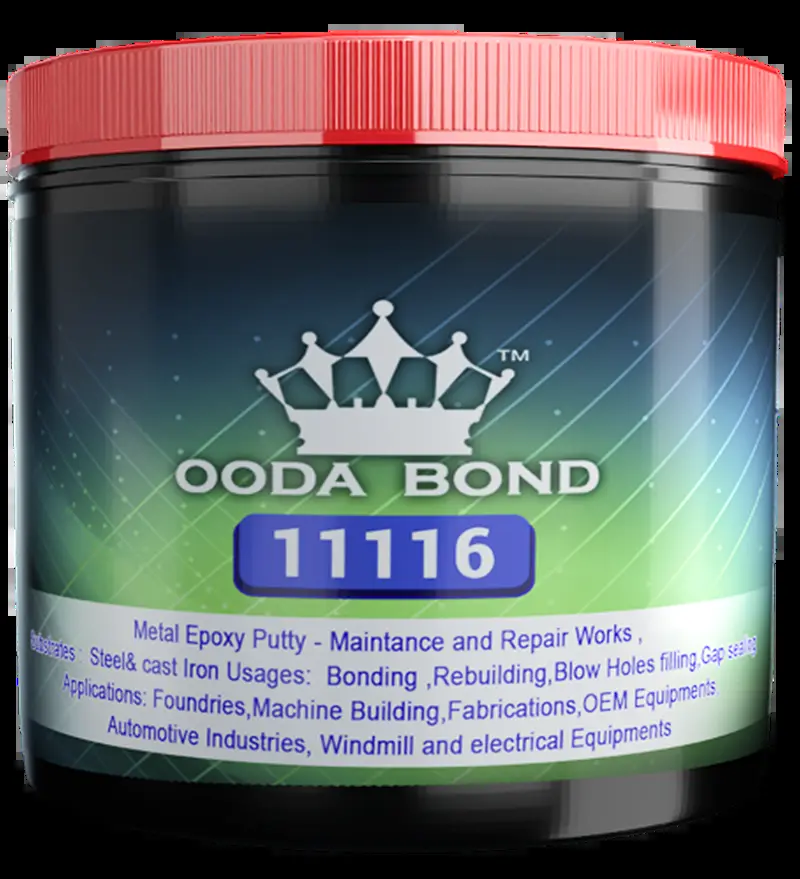 TM
OODA BOND
11116
Metal Epoxy Putty - Maintance and Repair Works ,
Substrates : Steel& cast Iron Usages: Bonding ,Rebuilding,Blow Holes filling,Gap sealing
Applications: Foundries,Machine Building,Fabrications,OEM Equipments,
Automotive Industries, Windmill and electrical Equipments